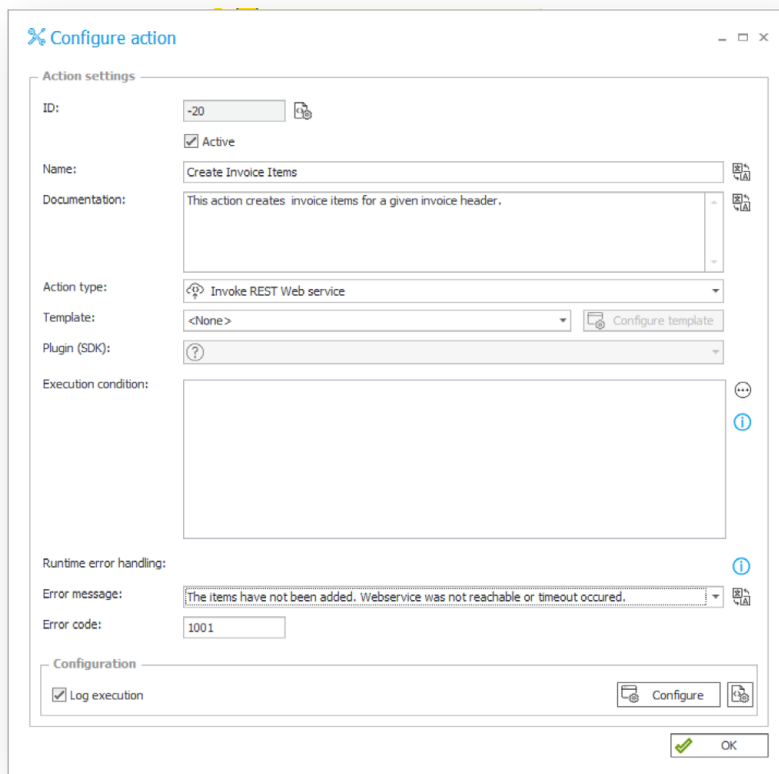 Configure action
Action settings
ID:
-20
Active
Name:
Create Invoice Items
Documentation:
This action creates invoice items for a given invoice header.
Action type:
Invoke REST Web service
Template:
<None>
Configure template
Plugin (SDK):
Execution condition:
Runtime error handling:
Error message:
The items have not been added. Webservice was not reachable or timeout occured.
Error code:
1001
Configuration
Log execution
Configure
OK